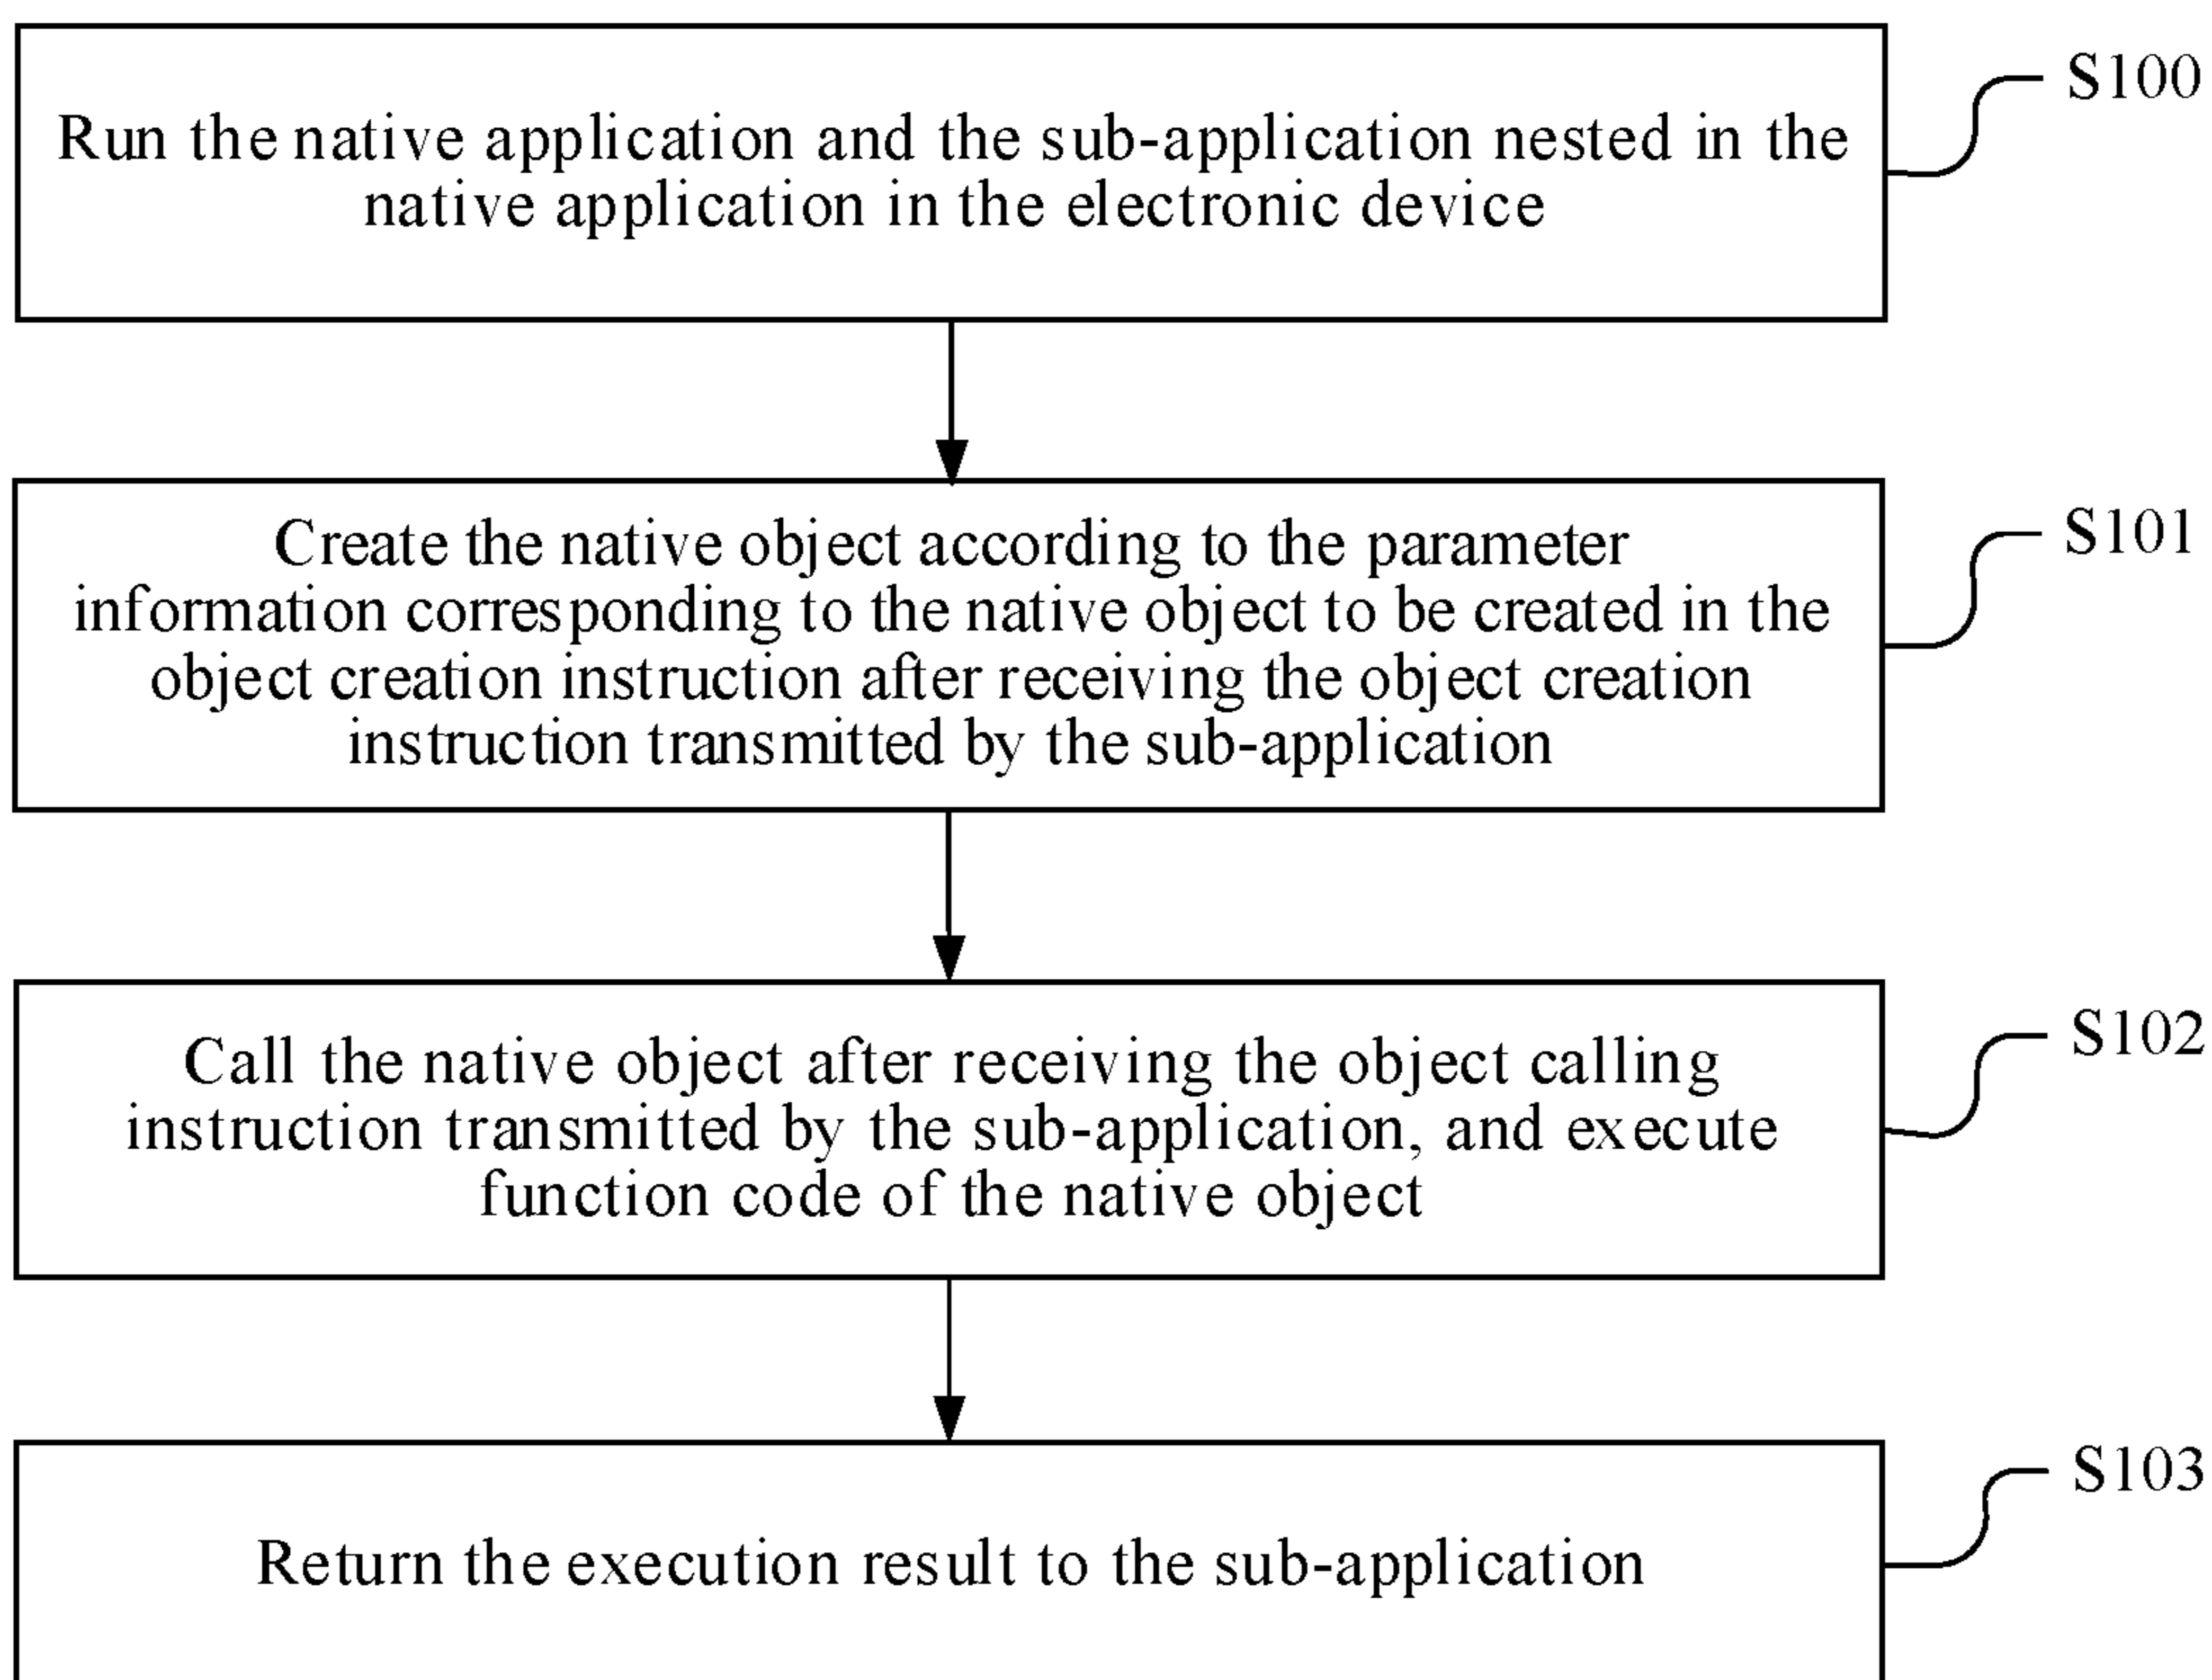 S100
Run the native application and the sub-application nested in the
native application in the electronic device
S101
Create the native object according to the parameter
information corresponding to the native object to be created in the
object creation instruction after receiving the object creation
instruction transmitted by the sub-application
S102
Call the native object after receiving the object calling
instruction transmitted by the sub-application, and execute
function code of the native object
S103
Return the execution result to the sub-application